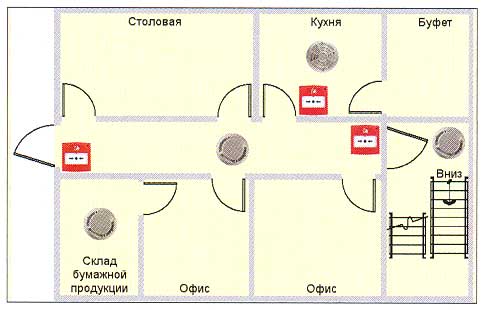 Столовая
Кухня
Буфет
Вниз
Склад
бумажной
продукции
Офис
Офис